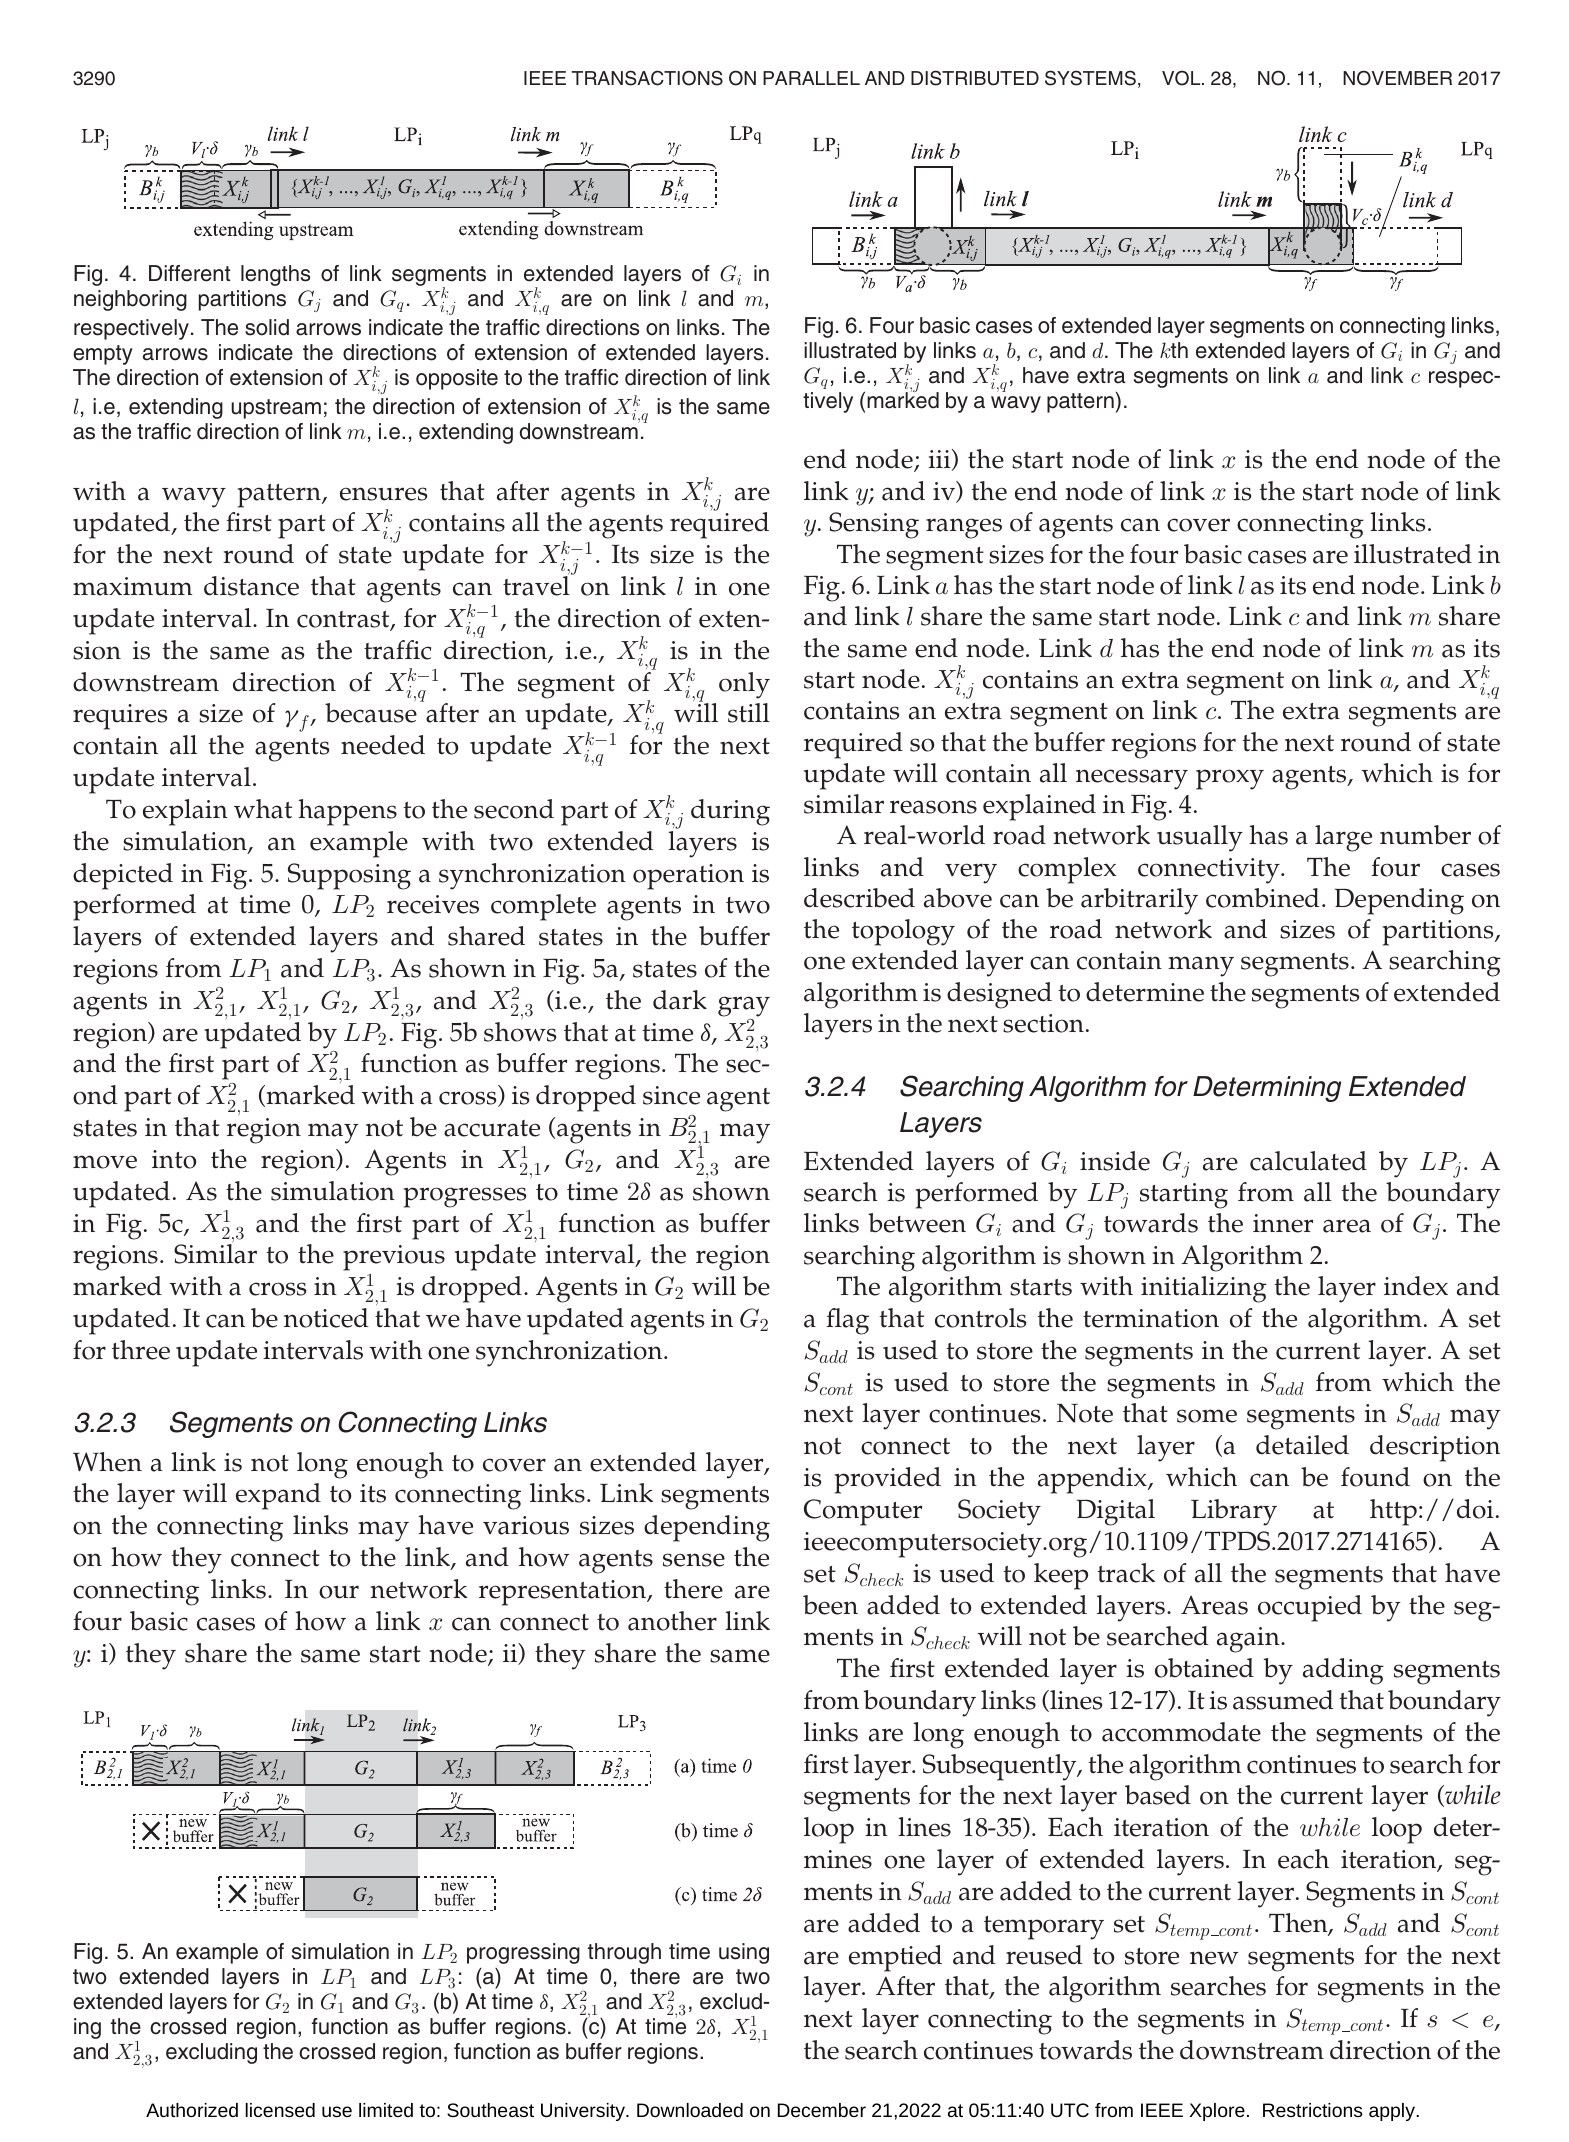 3290
IEEE TRANSACTIONS ON PARALLEL AND DISTRIBUTED SYSTEMS, VOL. 28, NO. 11, NOVEMBER 2017
LPj link l LPi link m LPq
γb Vl·δ γb γf γf
B^k_{i,j} X^k_{i,j} {X^{k-1}_{i,j}, ..., X^1_{i,j}, G_i, X^1_{i,q}, ..., X^{k-1}_{i,q}} X^k_{i,q} B^k_{i,q}
extending upstream extending downstream
Fig. 4. Different lengths of link segments in extended layers of G_i in
neighboring partitions G_j and G_q. X^k_{i,j} and X^k_{i,q} are on link l and m,
respectively. The solid arrows indicate the traffic directions on links. The
empty arrows indicate the directions of extension of extended layers.
The direction of extension of X^k_{i,j} is opposite to the traffic direction of link
l, i.e, extending upstream; the direction of extension of X^k_{i,q} is the same
as the traffic direction of link m, i.e., extending downstream.
with a wavy pattern, ensures that after agents in X^k_{i,j} are
updated, the first part of X^k_{i,j} contains all the agents required
for the next round of state update for X^{k-1}_{i,j}. Its size is the
maximum distance that agents can travel on link l in one
update interval. In contrast, for X^{k-1}_{i,q}, the direction of exten-
sion is the same as the traffic direction, i.e., X^k_{i,q} is in the
downstream direction of X^{k-1}_{i,q}. The segment of X^k_{i,q} only
requires a size of γ_f, because after an update, X^k_{i,q} will still
contain all the agents needed to update X^{k-1}_{i,q} for the next
update interval.
To explain what happens to the second part of X^k_{i,j} during
the simulation, an example with two extended layers is
depicted in Fig. 5. Supposing a synchronization operation is
performed at time 0, LP_2 receives complete agents in two
layers of extended layers and shared states in the buffer
regions from LP_1 and LP_3. As shown in Fig. 5a, states of the
agents in X^2_{2,1}, X^1_{2,1}, G_2, X^1_{2,3}, and X^2_{2,3} (i.e., the dark gray
region) are updated by LP_2. Fig. 5b shows that at time δ, X^2_{2,3}
and the first part of X^2_{2,1} function as buffer regions. The sec-
ond part of X^2_{2,1} (marked with a cross) is dropped since agent
states in that region may not be accurate (agents in B^2_{2,1} may
move into the region). Agents in X^1_{2,1}, G_2, and X^1_{2,3} are
updated. As the simulation progresses to time 2δ as shown
in Fig. 5c, X^1_{2,3} and the first part of X^1_{2,1} function as buffer
regions. Similar to the previous update interval, the region
marked with a cross in X^1_{2,1} is dropped. Agents in G_2 will be
updated. It can be noticed that we have updated agents in G_2
for three update intervals with one synchronization.
3.2.3 Segments on Connecting Links
When a link is not long enough to cover an extended layer,
the layer will expand to its connecting links. Link segments
on the connecting links may have various sizes depending
on how they connect to the link, and how agents sense the
connecting links. In our network representation, there are
four basic cases of how a link x can connect to another link
y: i) they share the same start node; ii) they share the same
LP1 link1 LP2 link2 LP3
V1·δ γb γf
B^2_{2,1} X^2_{2,1} X^1_{2,1} G_2 X^1_{2,3} X^2_{2,3} B^2_{2,3} (a) time 0
V1·δ γb γf
new buffer X^1_{2,1} G_2 X^1_{2,3} new buffer (b) time δ
new buffer G_2 new buffer (c) time 2δ
Fig. 5. An example of simulation in LP_2 progressing through time using
two extended layers in LP_1 and LP_3: (a) At time 0, there are two
extended layers for G_2 in G_1 and G_3. (b) At time δ, X^2_{2,1} and X^2_{2,3}, exclud-
ing the crossed region, function as buffer regions. (c) At time 2δ, X^1_{2,1}
and X^1_{2,3}, excluding the crossed region, function as buffer regions.
LPj link b LPi link c B^k_{i,q} LPq
γb
link a link l link m Vc·δ link d
B^k_{i,j} X^k_{i,j} {X^{k-1}_{i,j}, ..., X^1_{i,j}, G_i, X^1_{i,q}, ..., X^{k-1}_{i,q}} X^k_{i,q}
γb Va·δ γb γf γf
Fig. 6. Four basic cases of extended layer segments on connecting links,
illustrated by links a, b, c, and d. The kth extended layers of G_i in G_j and
G_q, i.e., X^k_{i,j} and X^k_{i,q}, have extra segments on link a and link c respec-
tively (marked by a wavy pattern).
end node; iii) the start node of link x is the end node of the
link y; and iv) the end node of link x is the start node of link
y. Sensing ranges of agents can cover connecting links.
The segment sizes for the four basic cases are illustrated in
Fig. 6. Link a has the start node of link l as its end node. Link b
and link l share the same start node. Link c and link m share
the same end node. Link d has the end node of link m as its
start node. X^k_{i,j} contains an extra segment on link a, and X^k_{i,q}
contains an extra segment on link c. The extra segments are
required so that the buffer regions for the next round of state
update will contain all necessary proxy agents, which is for
similar reasons explained in Fig. 4.
A real-world road network usually has a large number of
links and very complex connectivity. The four cases
described above can be arbitrarily combined. Depending on
the topology of the road network and sizes of partitions,
one extended layer can contain many segments. A searching
algorithm is designed to determine the segments of extended
layers in the next section.
3.2.4 Searching Algorithm for Determining Extended
Layers
Extended layers of G_i inside G_j are calculated by LP_j. A
search is performed by LP_j starting from all the boundary
links between G_i and G_j towards the inner area of G_j. The
searching algorithm is shown in Algorithm 2.
The algorithm starts with initializing the layer index and
a flag that controls the termination of the algorithm. A set
S_{add} is used to store the segments in the current layer. A set
S_{cont} is used to store the segments in S_{add} from which the
next layer continues. Note that some segments in S_{add} may
not connect to the next layer (a detailed description
is provided in the appendix, which can be found on the
Computer Society Digital Library at http://doi.
ieeecomputersociety.org/10.1109/TPDS.2017.2714165). A
set S_{check} is used to keep track of all the segments that have
been added to extended layers. Areas occupied by the seg-
ments in S_{check} will not be searched again.
The first extended layer is obtained by adding segments
from boundary links (lines 12-17). It is assumed that boundary
links are long enough to accommodate the segments of the
first layer. Subsequently, the algorithm continues to search for
segments for the next layer based on the current layer (while
loop in lines 18-35). Each iteration of the while loop deter-
mines one layer of extended layers. In each iteration, seg-
ments in S_{add} are added to the current layer. Segments in S_{cont}
are added to a temporary set S_{temp_cont}. Then, S_{add} and S_{cont}
are emptied and reused to store new segments for the next
layer. After that, the algorithm searches for segments in the
next layer connecting to the segments in S_{temp_cont}. If s < e,
the search continues towards the downstream direction of the
Authorized licensed use limited to: Southeast University. Downloaded on December 21,2022 at 05:11:40 UTC from IEEE Xplore. Restrictions apply.